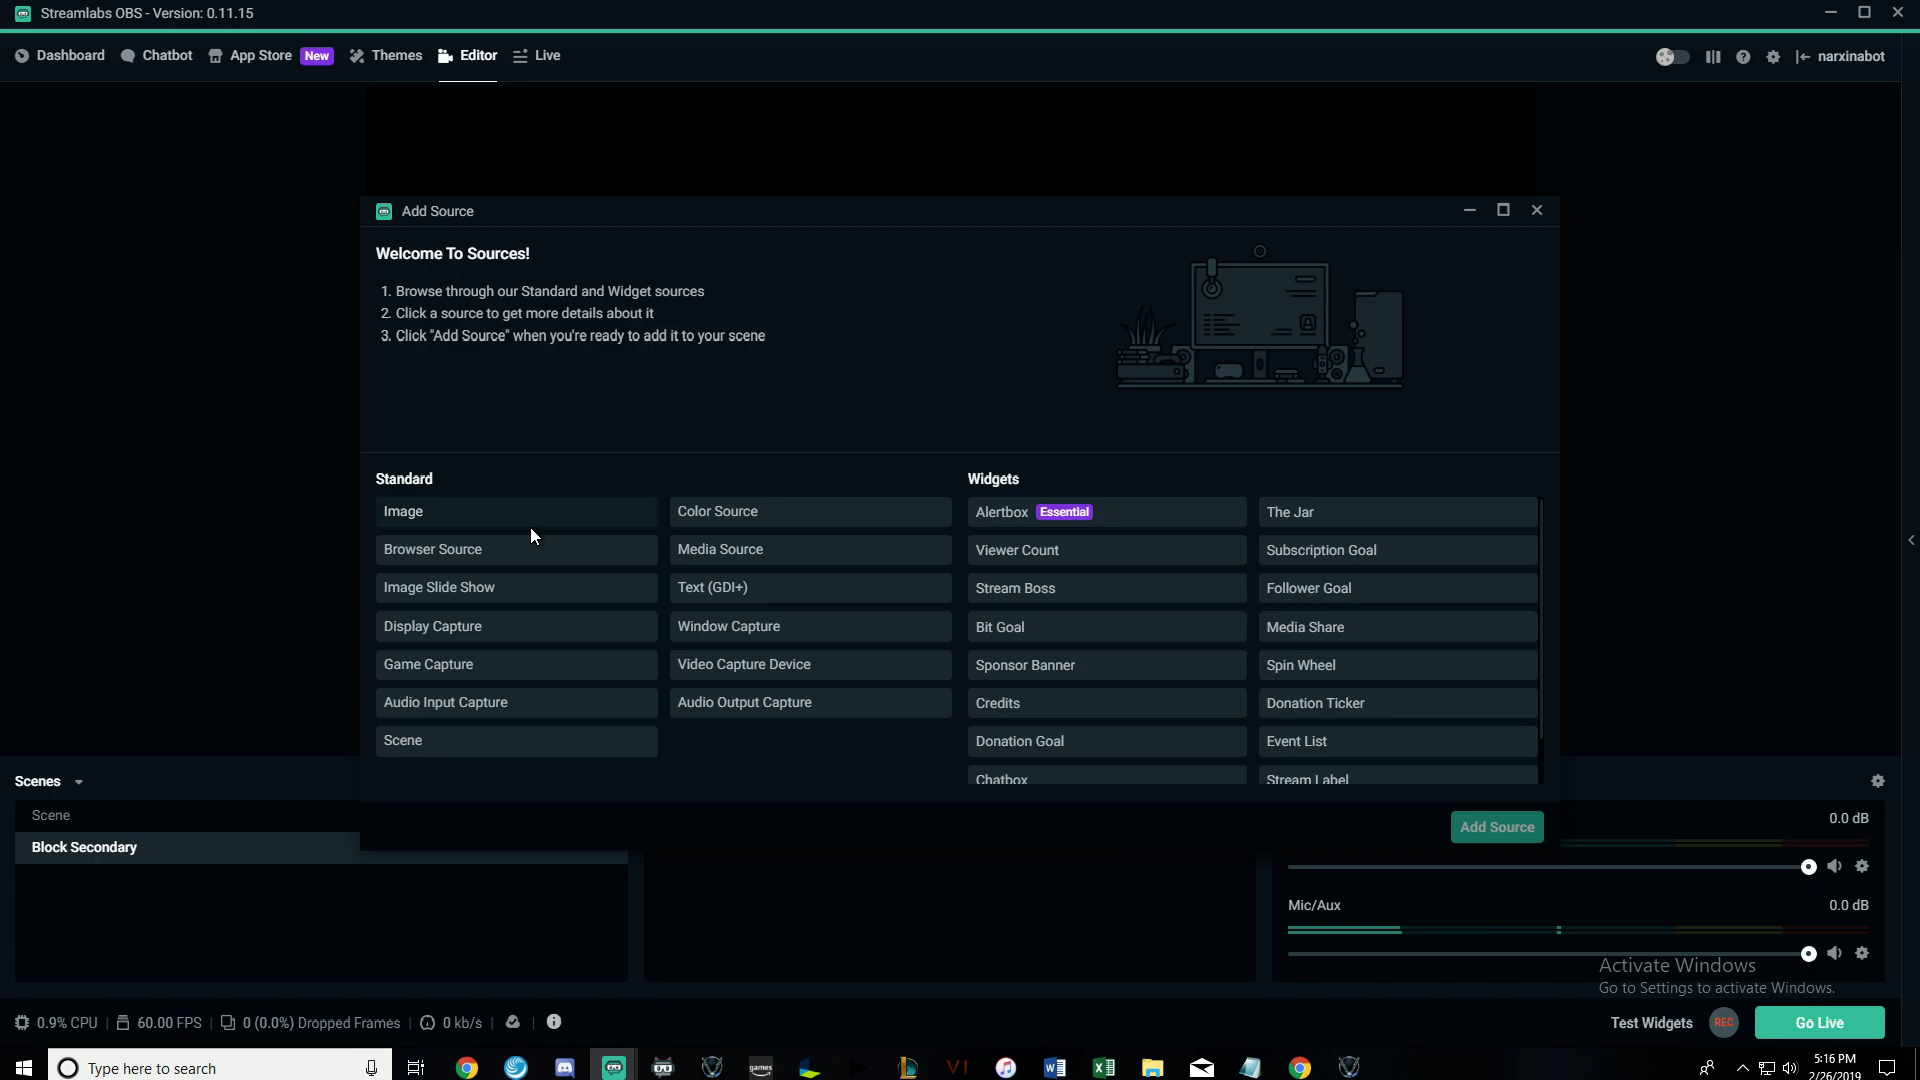 Streamlabs OBS - Version: 0.11.15
Dashboard Chatbot App Store New Themes Editor Live narxinabot
Add Source
Welcome To Sources!
1. Browse through our Standard and Widget sources
2. Click a source to get more details about it
3. Click "Add Source" when you're ready to add it to your scene
Standard
Widgets
Image
Color Source
Alertbox Essential
The Jar
Browser Source
Media Source
Viewer Count
Subscription Goal
Image Slide Show
Text (GDI+)
Stream Boss
Follower Goal
Display Capture
Window Capture
Bit Goal
Media Share
Game Capture
Video Capture Device
Sponsor Banner
Spin Wheel
Audio Input Capture
Audio Output Capture
Credits
Donation Ticker
Scene
Donation Goal
Event List
Chatbox
Stream Label
Add Source
Scenes
Scene
Block Secondary
0.0 dB
Mic/Aux
0.0 dB
Activate Windows
Go to Settings to activate Windows.
0.9% CPU 60.00 FPS 0 (0.0%) Dropped Frames 0 kb/s
Test Widgets REC Go Live
Type here to search
games
VI
5:16 PM
2/26/2019